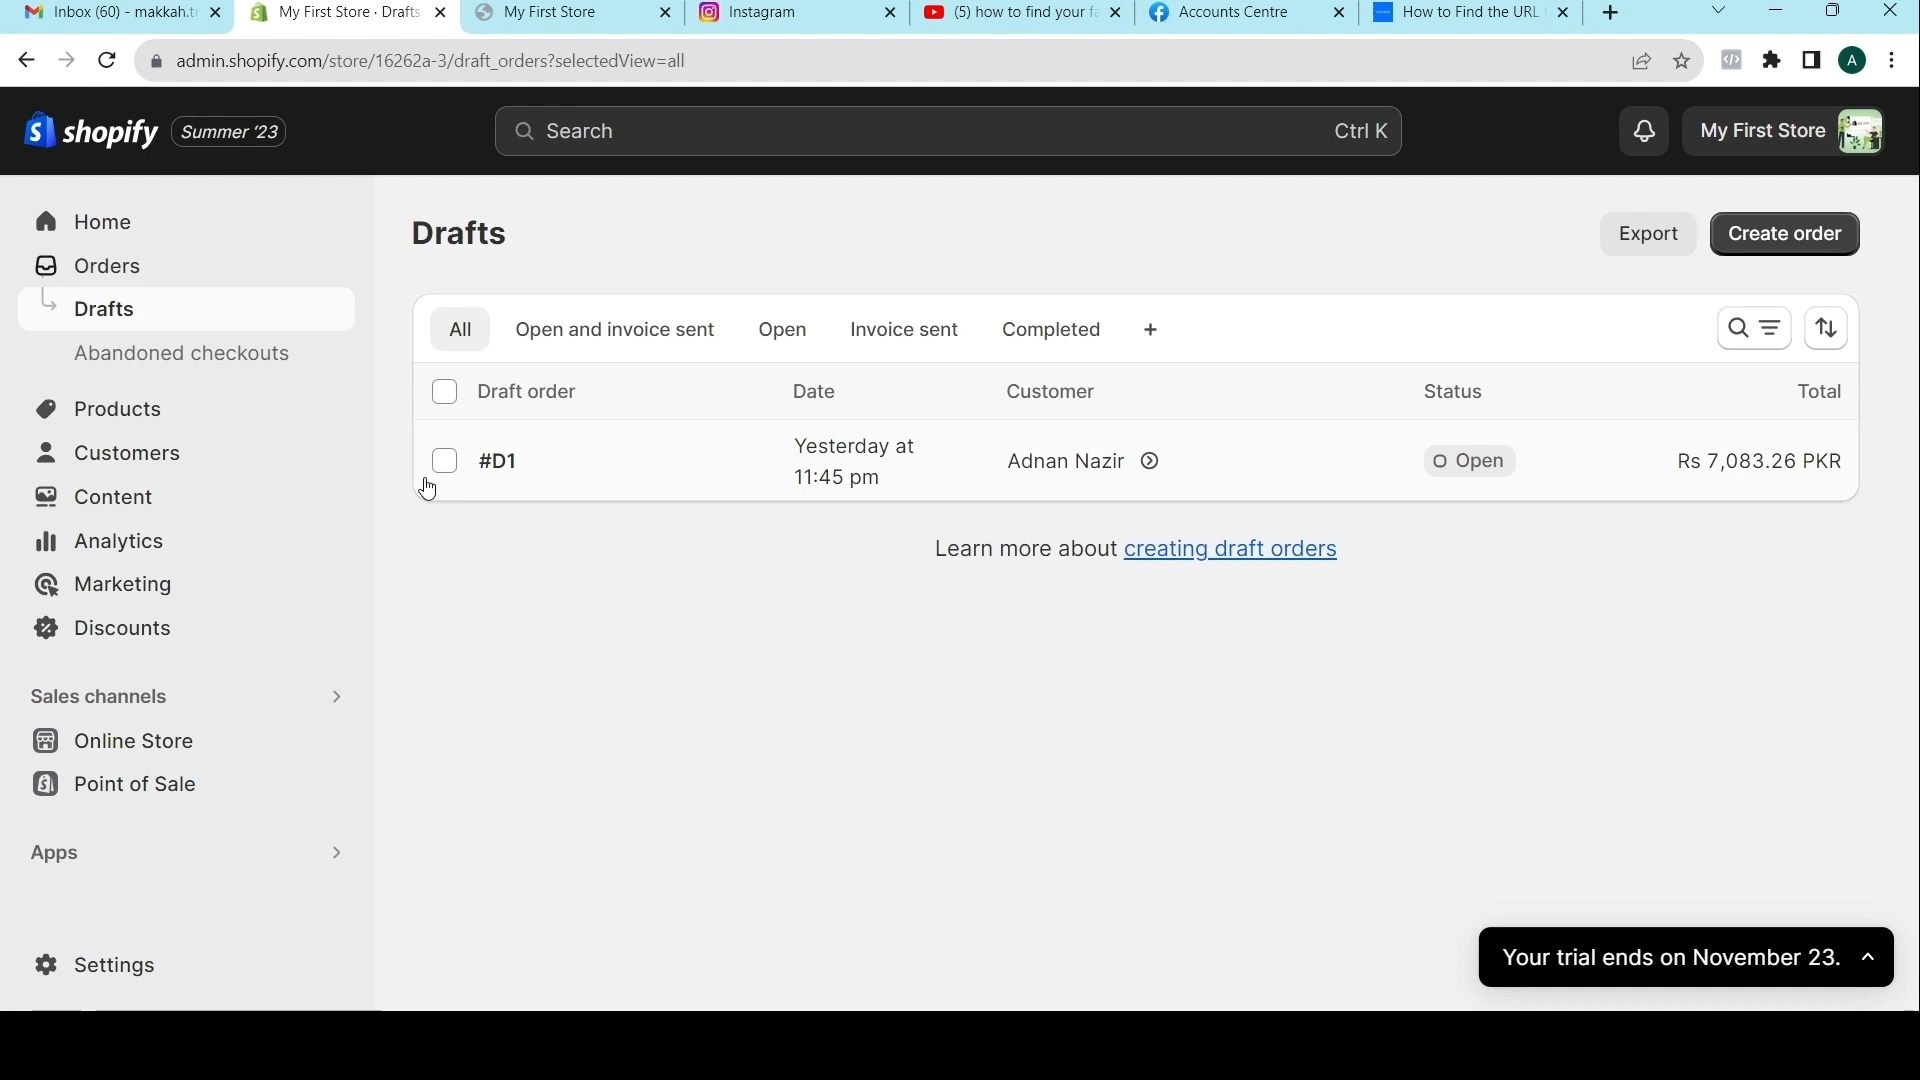 Inbox (60) - makkah.tr
My First Store · Drafts
My First Store
Instagram
(5) how to find your fa
Accounts Centre
How to Find the URL f
admin.shopify.com/store/16262a-3/draft_orders?selectedView=all
A
shopify
Summer '23
Search
Ctrl K
My First Store
Home
Orders
Drafts
Abandoned checkouts
Products
Customers
Content
Analytics
Marketing
Discounts
Sales channels
Online Store
Point of Sale
Apps
Settings
Drafts
Export
Create order
All
Open and invoice sent
Open
Invoice sent
Completed
+
Draft order
Date
Customer
Status
Total
#D1
Yesterday at
11:45 pm
Adnan Nazir
Open
Rs 7,083.26 PKR
Learn more about creating draft orders
Your trial ends on November 23.